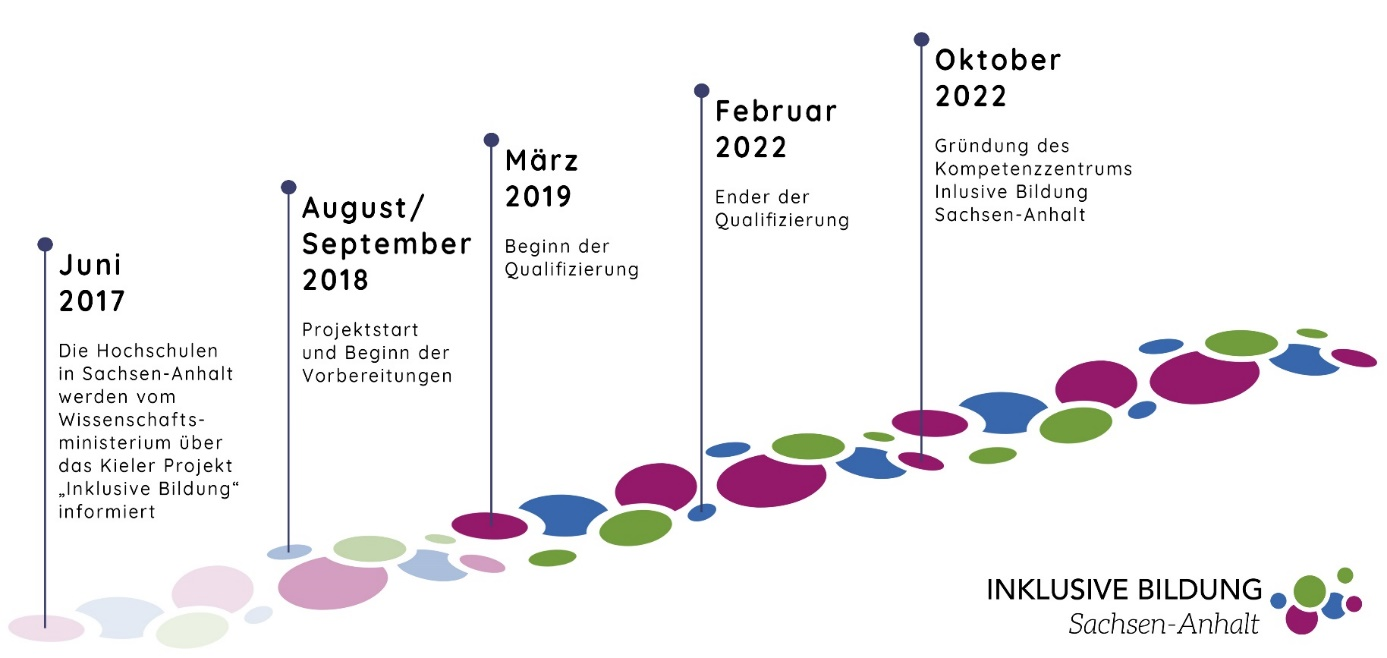 Juni
2017
Die Hochschulen
in Sachsen-Anhalt
werden vom
Wissenschafts-
ministerium über
das Kieler Projekt
„Inklusive Bildung“
informiert
August/
September
2018
Projektstart
und Beginn der
Vorbereitungen
März
2019
Beginn der
Qualifizierung
Februar
2022
Ender der
Qualifizierung
Oktober
2022
Gründung des
Kompetenzzentrums
Inlusive Bildung
Sachsen-Anhalt
INKLUSIVE BILDUNG
Sachsen-Anhalt